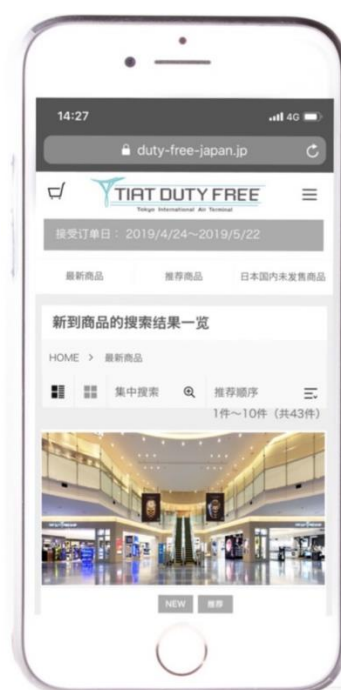 14:27 4G
duty-free-japan.jp
TIAT DUTY FREE
Tokyo International Air Terminal
接受订单日： 2019/4/24～2019/5/22
最新商品 推荐商品 日本国内未发售商品
新到商品的搜索结果一览
HOME > 最新商品
集中搜索 推荐顺序
1件～10件（共43件）
NEW 推荐